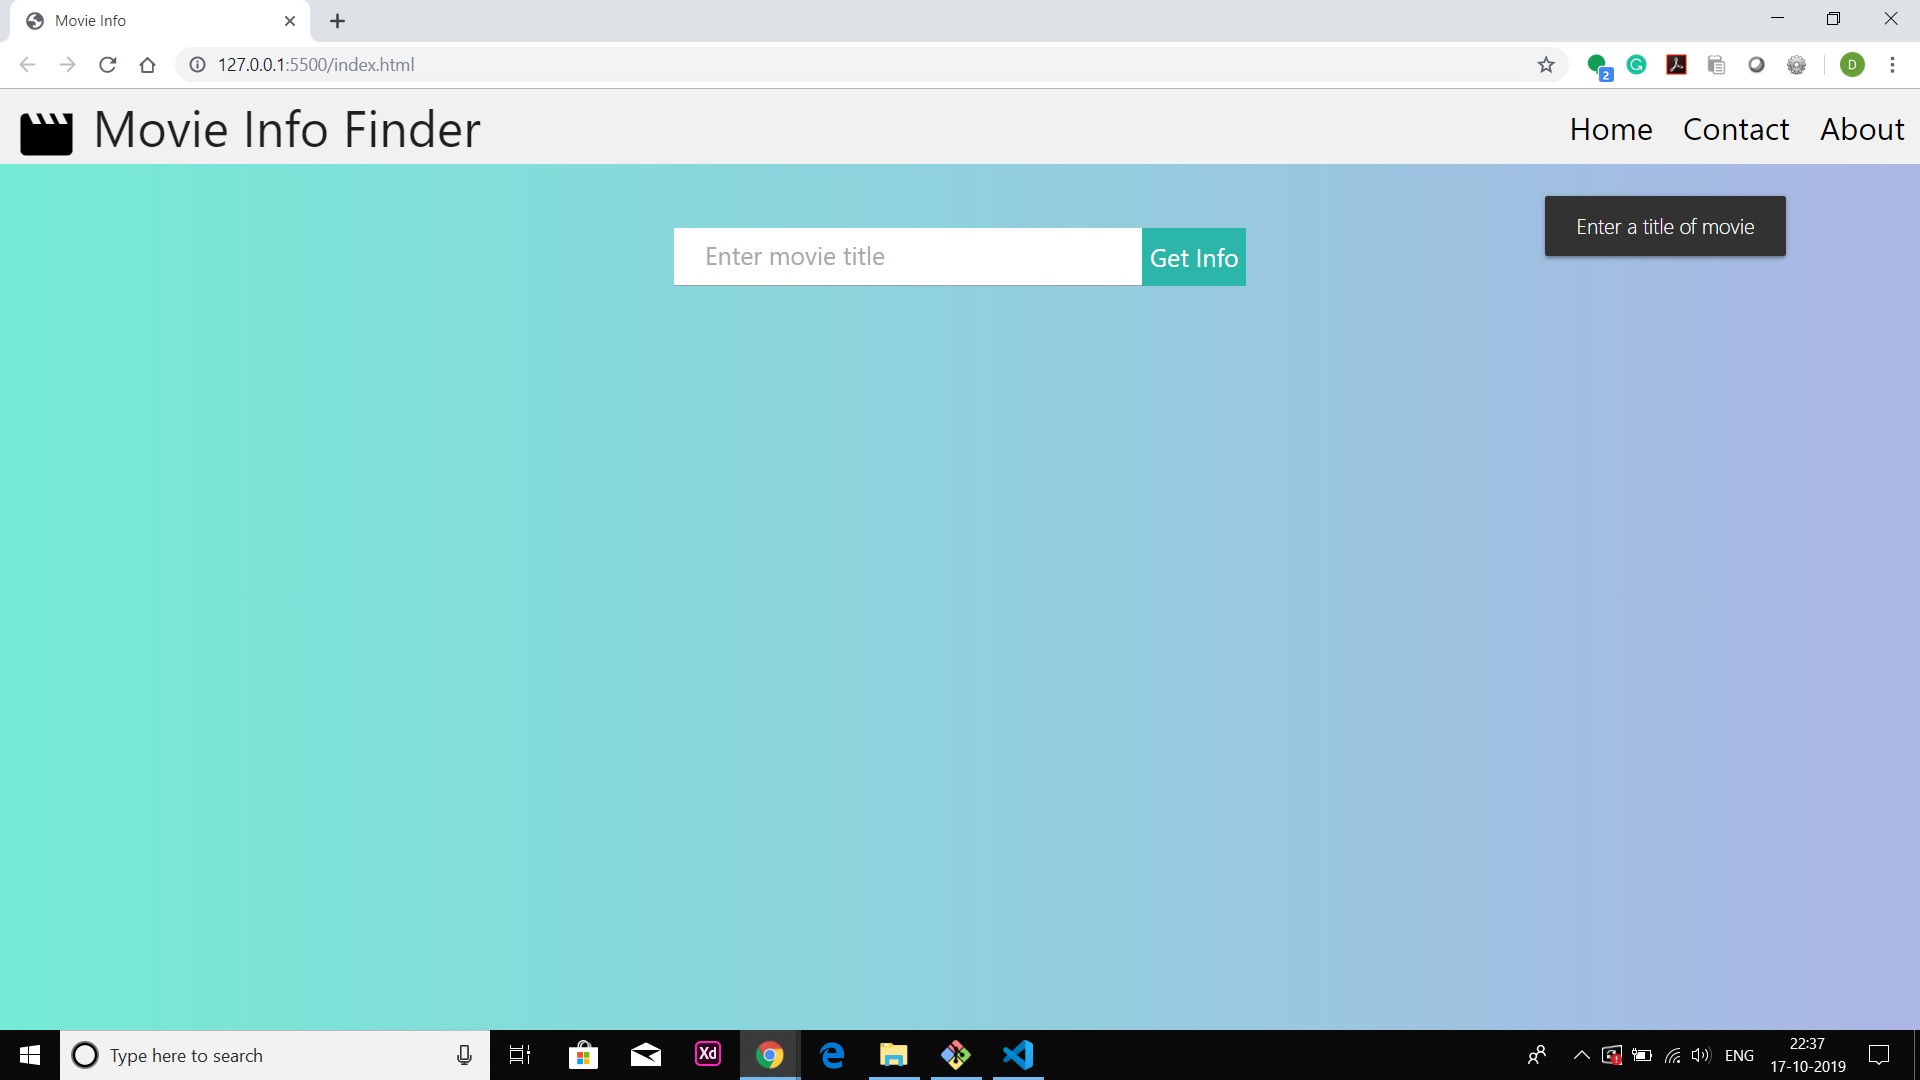 Movie Info
127.0.0.1:5500/index.html
2
D
Movie Info Finder
Home Contact About
Enter a title of movie
Enter movie title
Get Info
Type here to search
Xd
ENG
22:37
17-10-2019